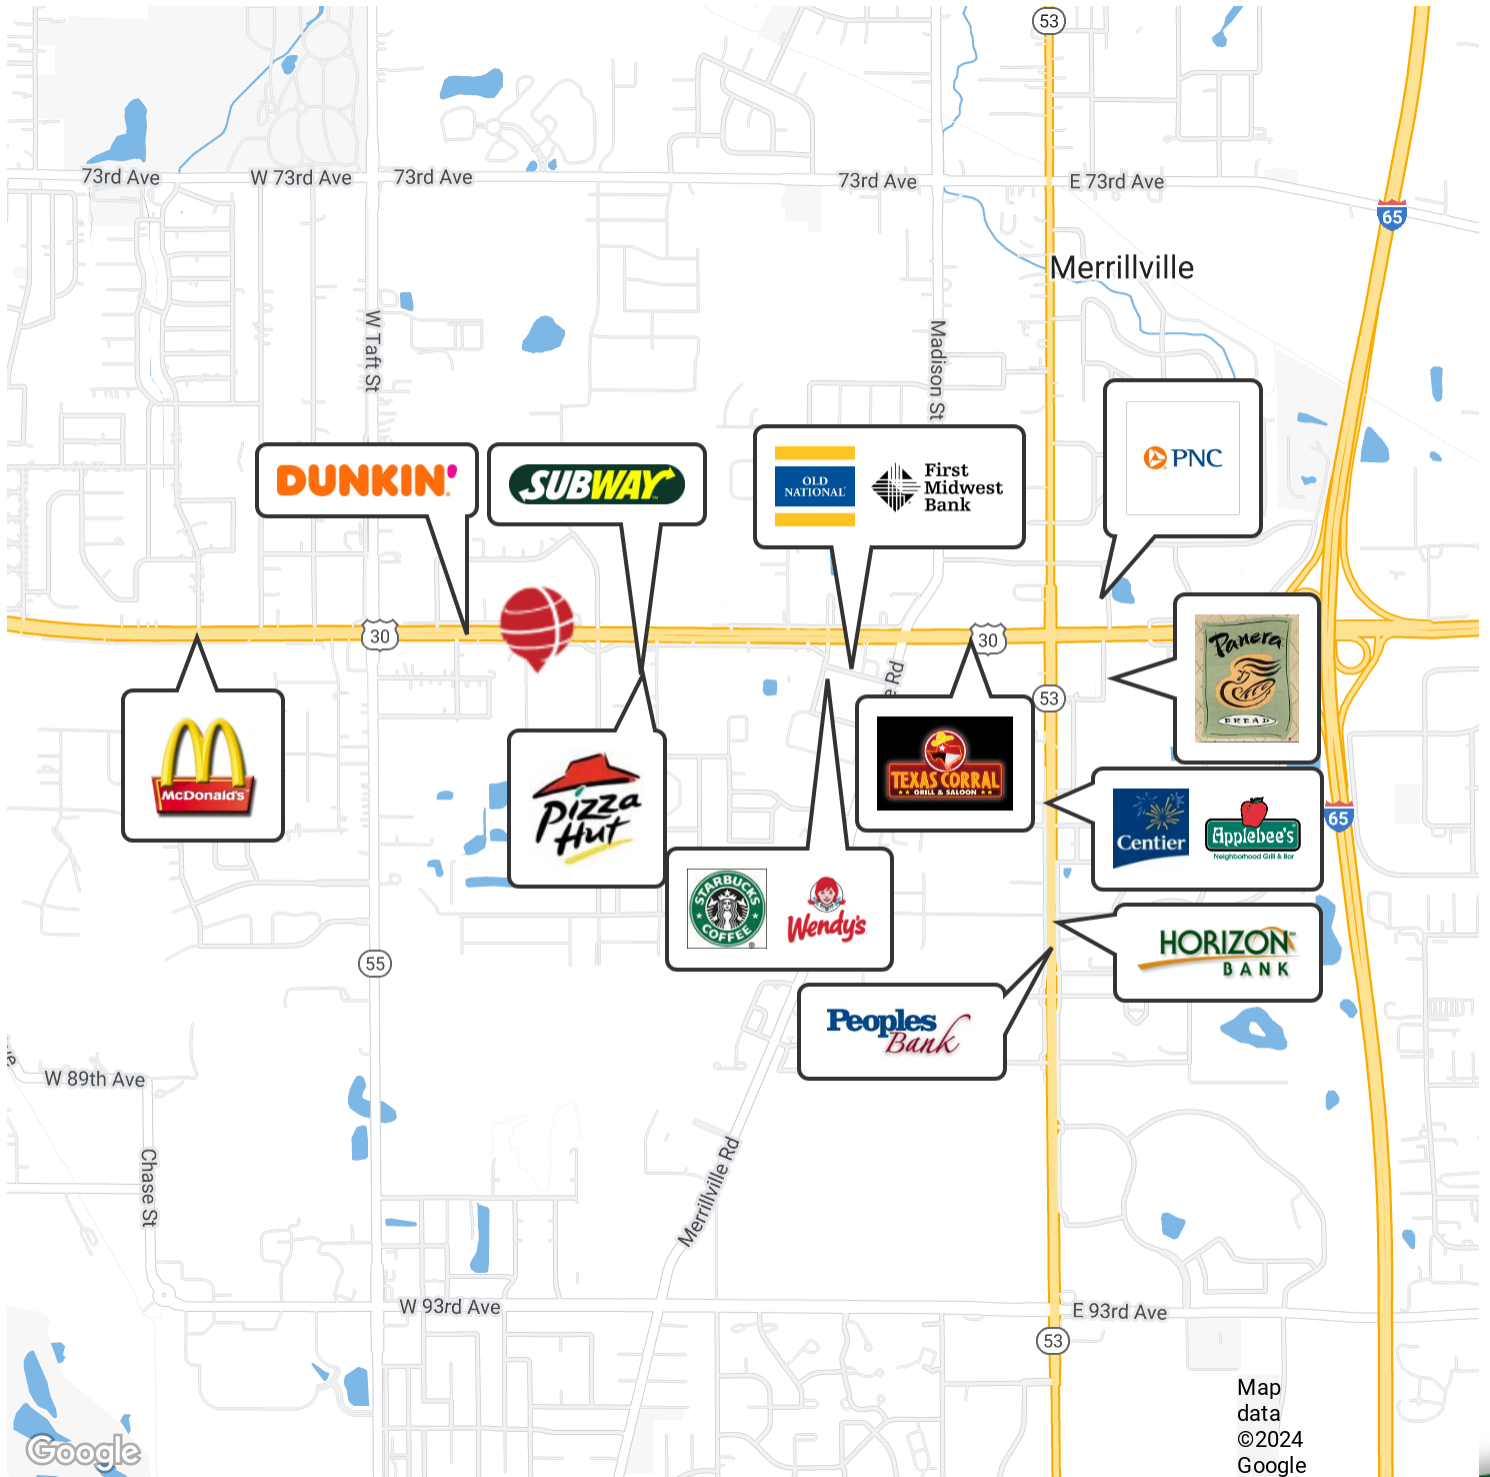 53
73rd Ave
W 73rd Ave
73rd Ave
73rd Ave
E 73rd Ave
65
Merrillville
W Taft St
Madison St
DUNKIN'
SUBWAY
OLD
NATIONAL
First
Midwest
Bank
PNC
30
30
Panera
BREAD
e Rd
53
McDonald's
Pizza
Hut
TEXAS CORRAL
GRILL & SALOON
Centier
Applebee's
Neighborhood Grill & Bar
65
STARBUCKS
COFFEE
Wendy's
HORIZON
BANK
55
Peoples
Bank
W 89th Ave
Chase St
Merrillville Rd
W 93rd Ave
E 93rd Ave
53
Map
data
©2024
Google
Google